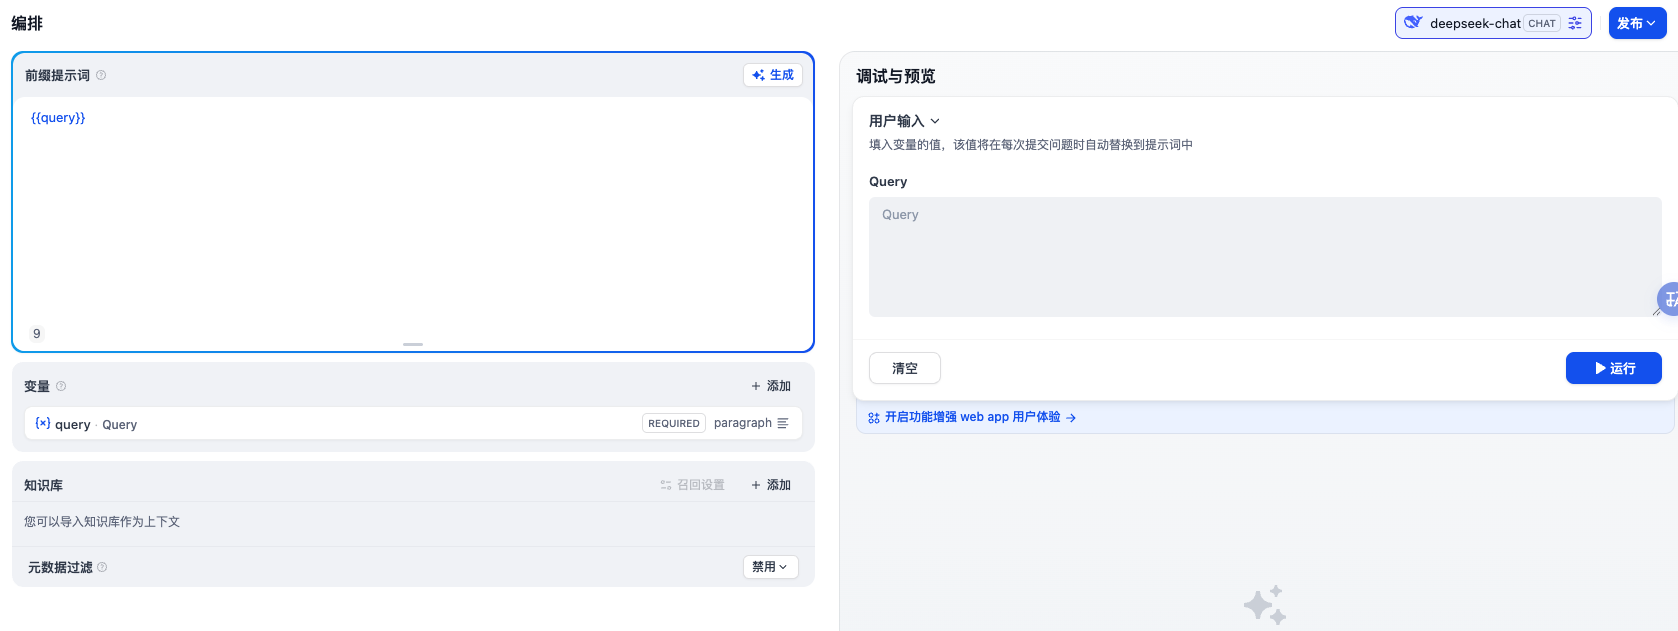 编排
deepseek-chat CHAT
发布
前缀提示词
生成
{{query}}
9
变量
+ 添加
{x} query · Query
REQUIRED paragraph
知识库
召回设置
+ 添加
您可以导入知识库作为上下文
元数据过滤
禁用
调试与预览
用户输入
填入变量的值，该值将在每次提交问题时自动替换到提示词中
Query
Query
清空
运行
开启功能增强 web app 用户体验 →